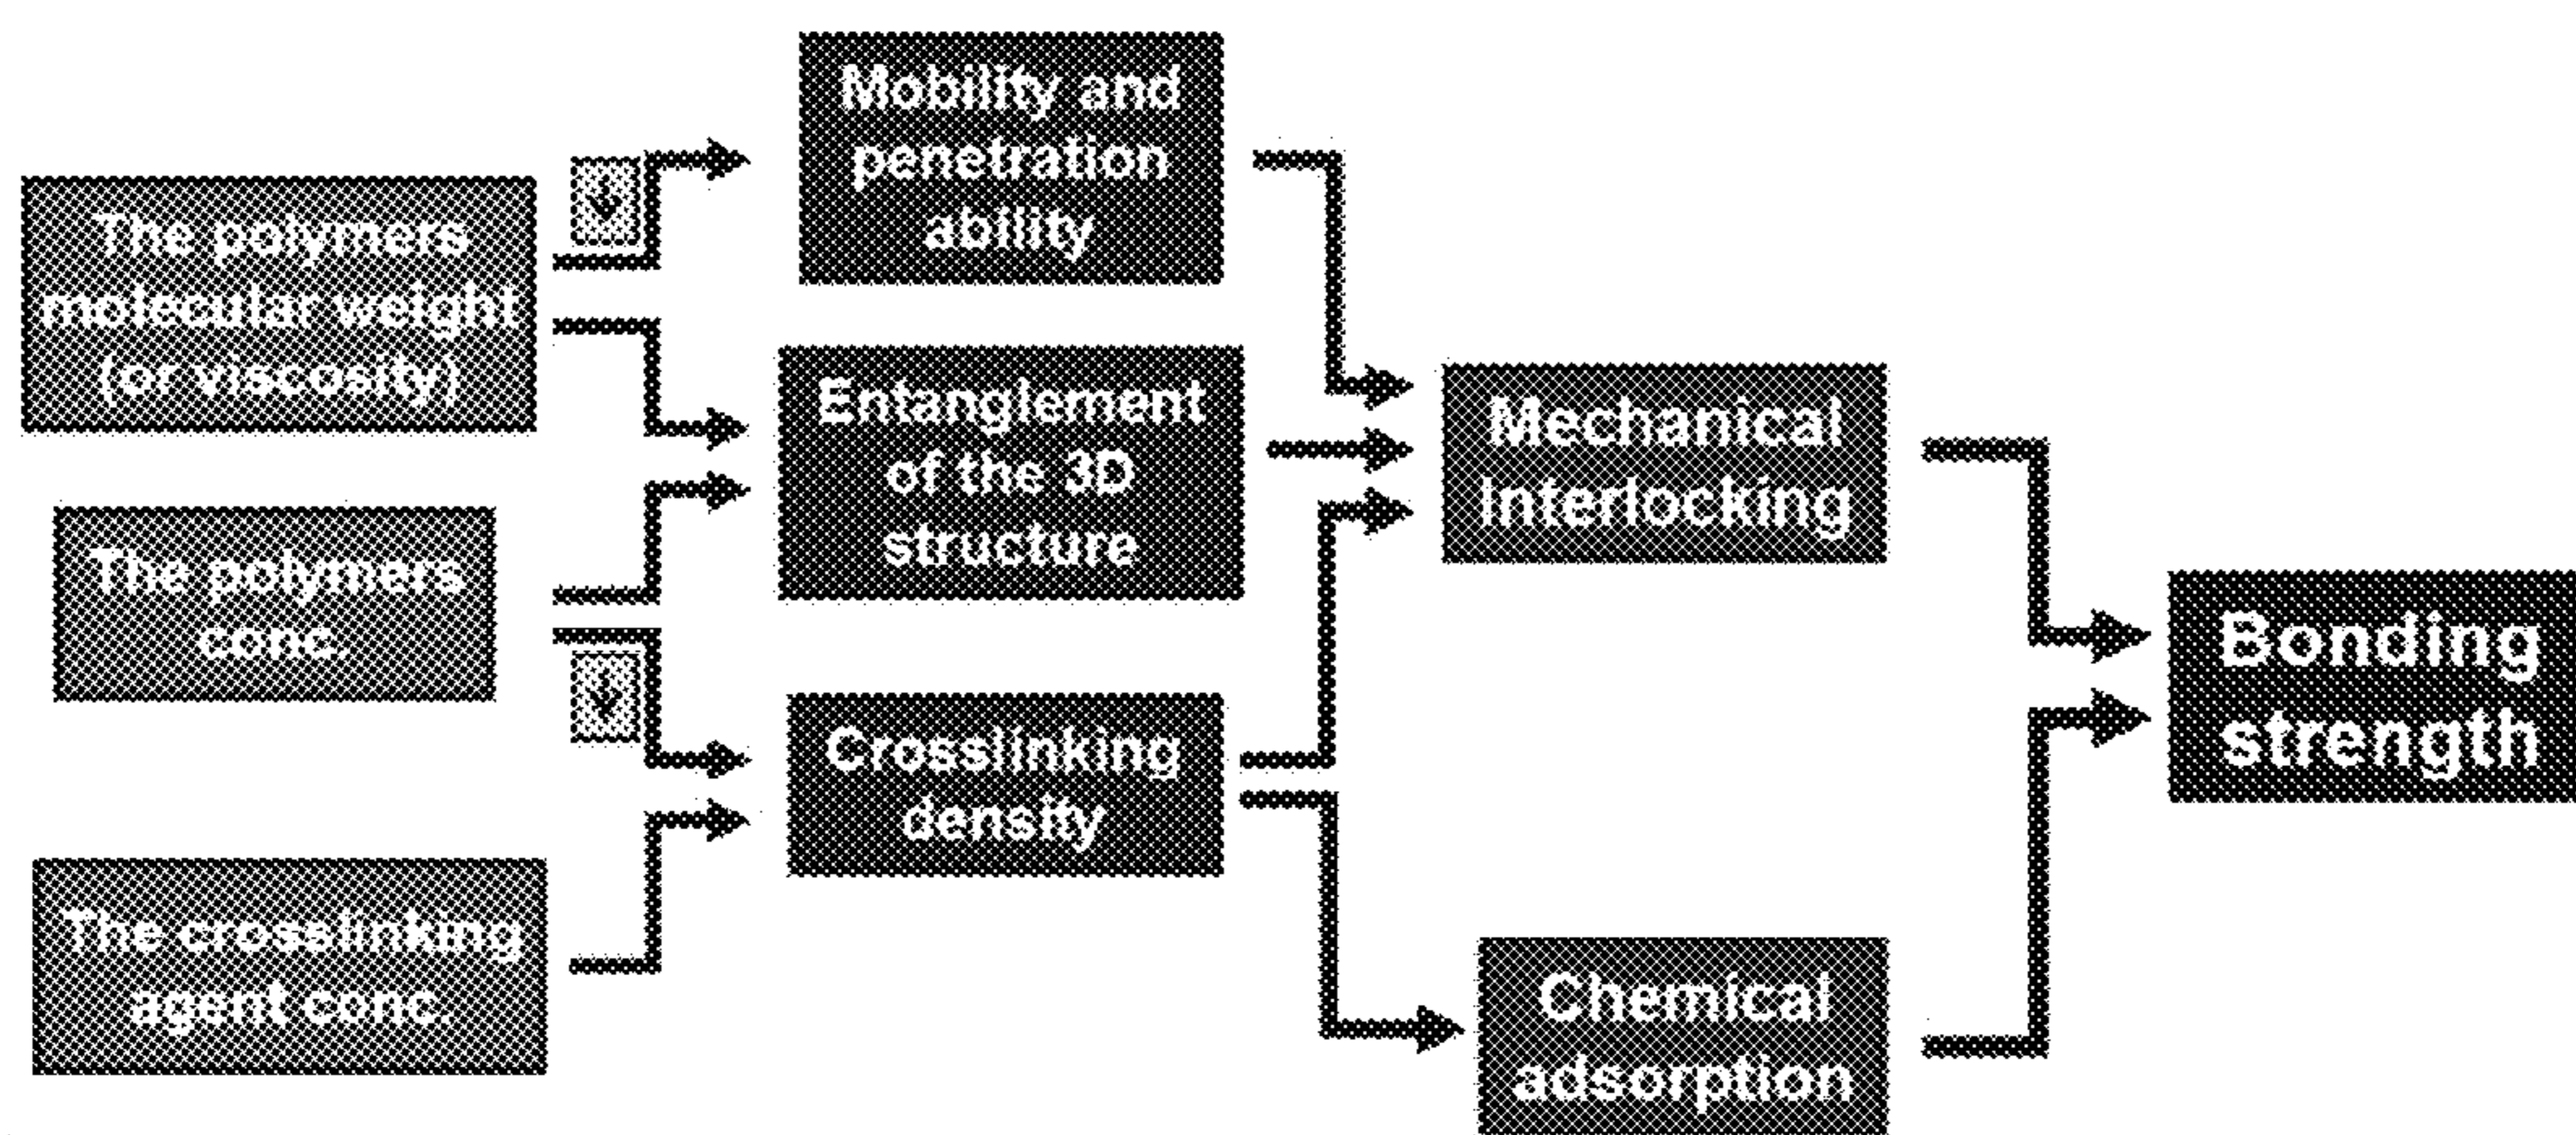 Mobility and
penetration
ability
The polymers
molecular weight
(or viscosity)
Entanglement
of the 3D
structure
Mechanical
interlocking
The polymers
conc.
Bonding
strength
Crosslinking
density
The crosslinking
agent conc.
Chemical
adsorption